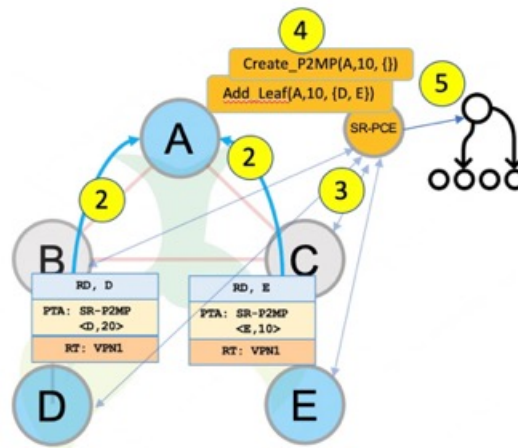 4
Create_P2MP(A,10, {})
Add_Leaf(A,10, {D, E})
5
SR-PCE
A
2
2
3
B
C
RD, D
PTA: SR-P2MP
<D,20>
RT: VPN1
RD, E
PTA: SR-P2MP
<E,10>
RT: VPN1
D
E